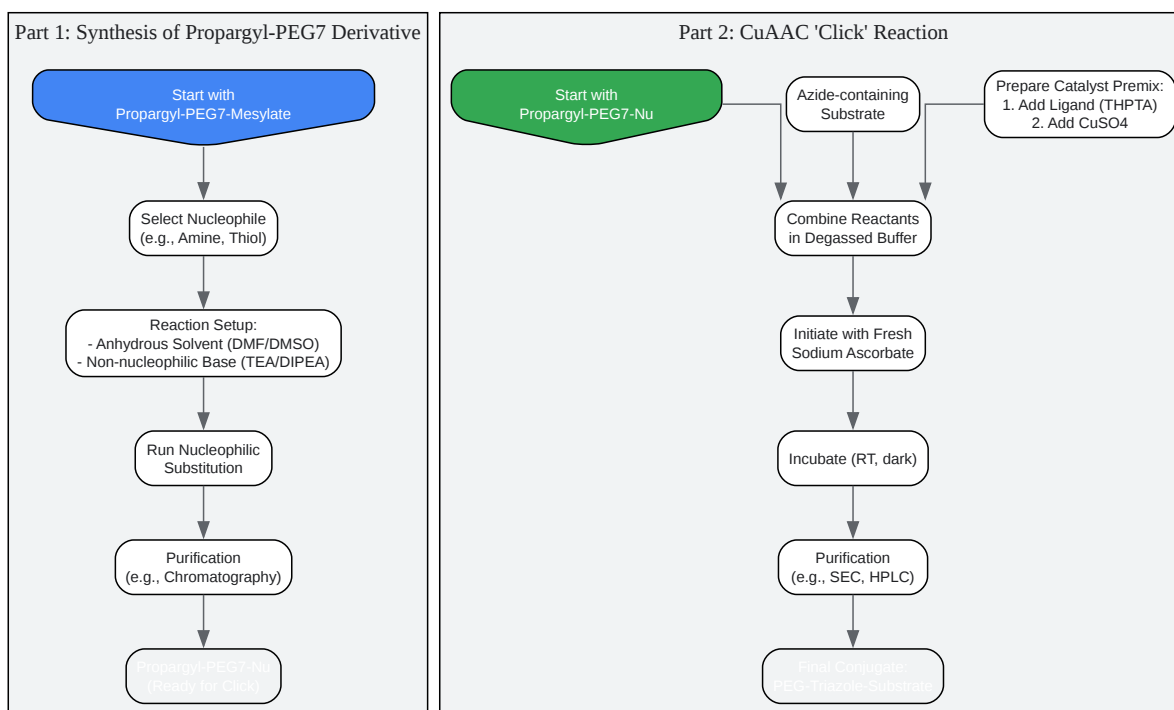 Part 1: Synthesis of Propargyl-PEG7 Derivative
Start with
Propargyl-PEG7-Mesylate
Select Nucleophile
(e.g., Amine, Thiol)
Reaction Setup:
- Anhydrous Solvent (DMF/DMSO)
- Non-nucleophilic Base (TEA/DIPEA)
Run Nucleophilic
Substitution
Purification
(e.g., Chromatography)
Propargyl-PEG7-Nu
(Ready for Click)
Part 2: CuAAC 'Click' Reaction
Start with
Propargyl-PEG7-Nu
Azide-containing
Substrate
Prepare Catalyst Premix:
1. Add Ligand (THPTA)
2. Add CuSO4
Combine Reactants
in Degassed Buffer
Initiate with Fresh
Sodium Ascorbate
Incubate (RT, dark)
Purification
(e.g., SEC, HPLC)
Final Conjugate:
PEG-Triazole-Substrate